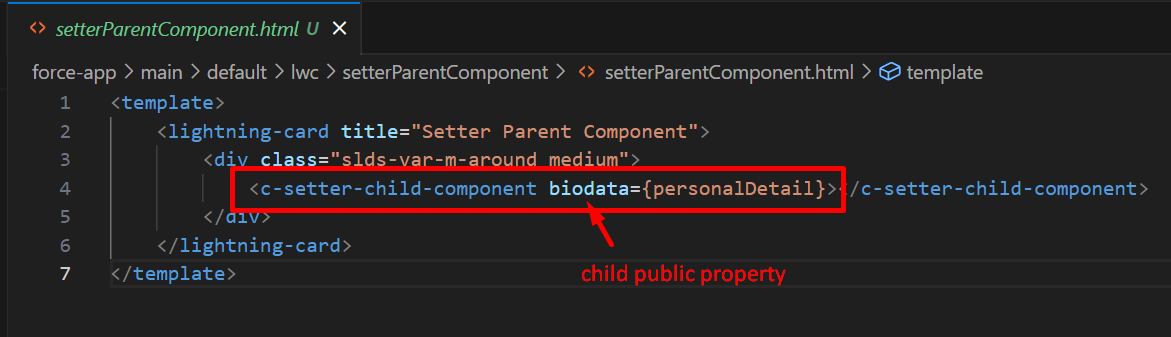 setterParentComponent.html U ×
force-app > main > default > lwc > setterParentComponent > setterParentComponent.html > template
1 <template>
2 <lightning-card title="Setter Parent Component">
3 <div class="slds-var-m-around_medium">
4 <c-setter-child-component biodata={personalDetail}></c-setter-child-component>
5 </div>
6 </lightning-card>
7 </template>
child public property